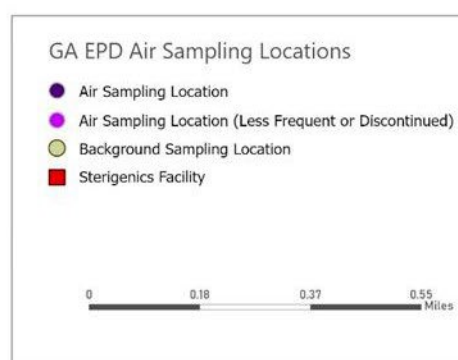 GA EPD Air Sampling Locations
Air Sampling Location
Air Sampling Location (Less Frequent or Discontinued)
Background Sampling Location
Sterigenics Facility
0 0.18 0.37 0.55
Miles